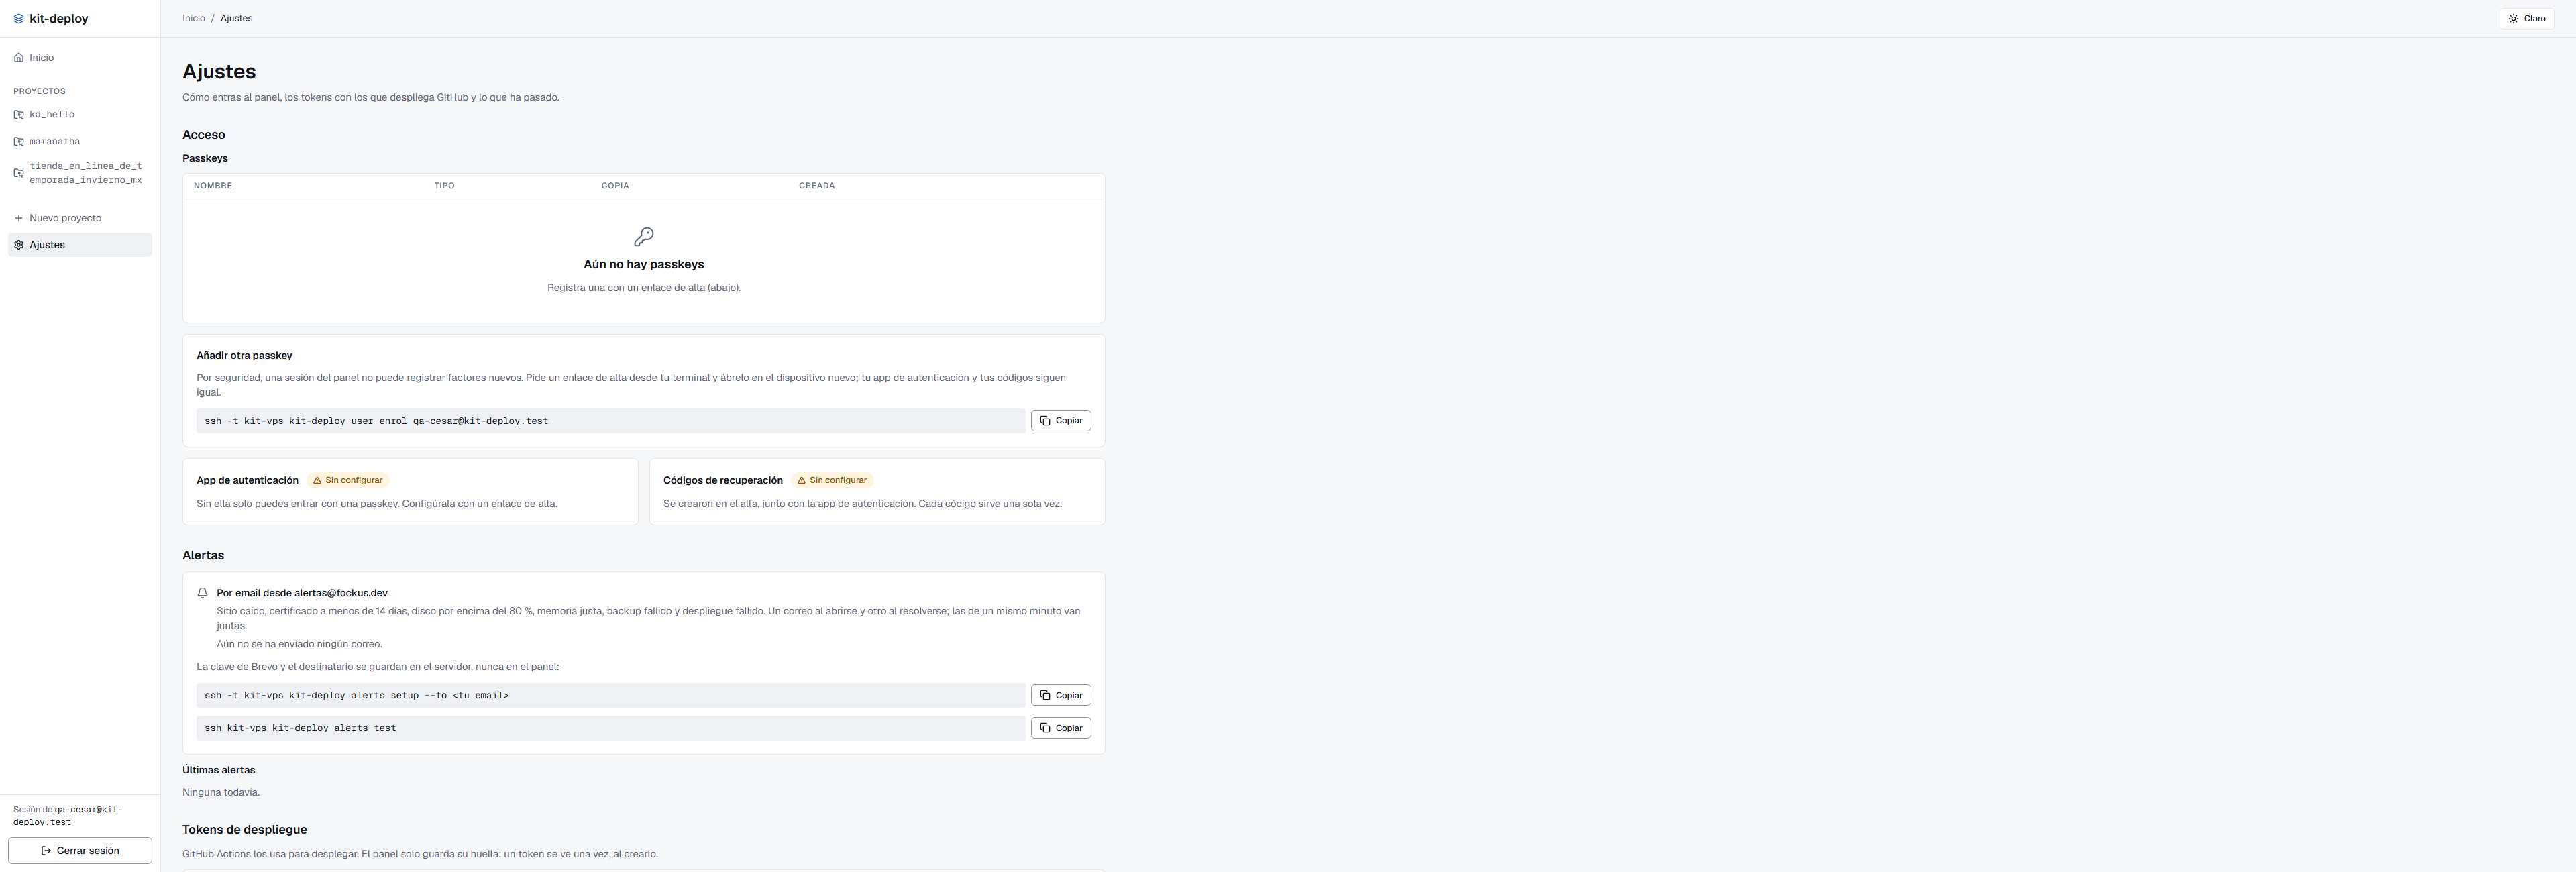 kit-deploy
Inicio / Ajustes
Claro
Inicio
PROYECTOS
kd_hello
maranatha
tienda_en_linea_de_t
emporada_invierno_mx
Nuevo proyecto
Ajustes
Sesión de qa-cesar@kit-
deploy.test
Cerrar sesión
Ajustes
Cómo entras al panel, los tokens con los que despliega GitHub y lo que ha pasado.
Acceso
Passkeys
NOMBRE TIPO COPIA CREADA
Aún no hay passkeys
Registra una con un enlace de alta (abajo).
Añadir otra passkey
Por seguridad, una sesión del panel no puede registrar factores nuevos. Pide un enlace de alta desde tu terminal y ábrelo en el dispositivo nuevo; tu app de autenticación y tus códigos siguen
igual.
ssh -t kit-vps kit-deploy user enrol qa-cesar@kit-deploy.test
Copiar
App de autenticación Sin configurar
Sin ella solo puedes entrar con una passkey. Configúrala con un enlace de alta.
Códigos de recuperación Sin configurar
Se crearon en el alta, junto con la app de autenticación. Cada código sirve una sola vez.
Alertas
Por email desde alertas@fockus.dev
Sitio caído, certificado a menos de 14 días, disco por encima del 80 %, memoria justa, backup fallido y despliegue fallido. Un correo al abrirse y otro al resolverse; las de un mismo minuto van
juntas.
Aún no se ha enviado ningún correo.
La clave de Brevo y el destinatario se guardan en el servidor, nunca en el panel:
ssh -t kit-vps kit-deploy alerts setup --to <tu email>
Copiar
ssh kit-vps kit-deploy alerts test
Copiar
Últimas alertas
Ninguna todavía.
Tokens de despliegue
GitHub Actions los usa para desplegar. El panel solo guarda su huella: un token se ve una vez, al crearlo.